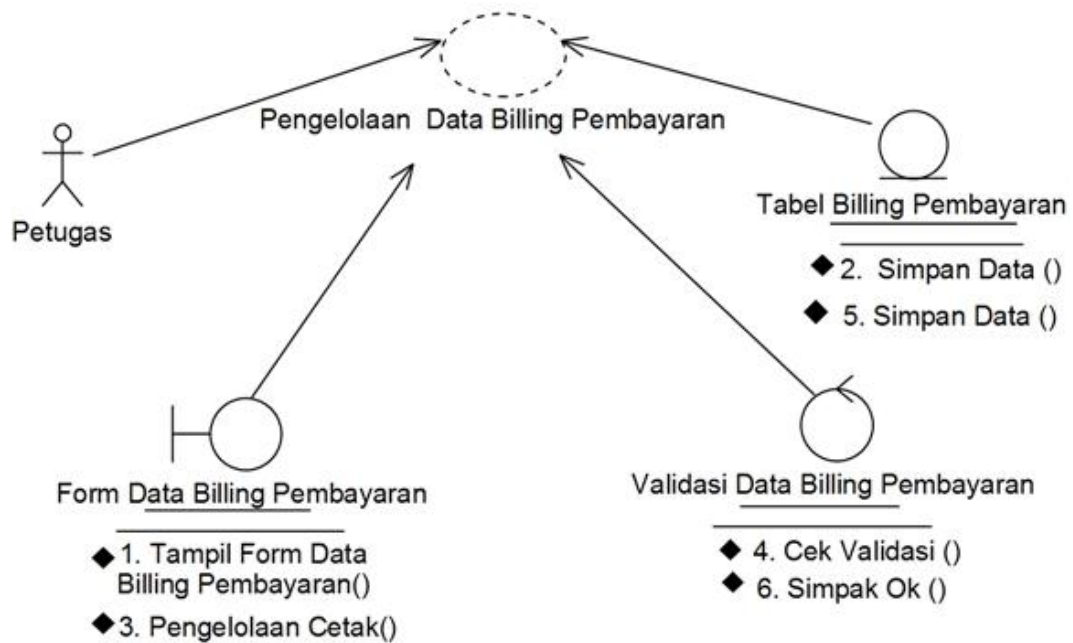 Pengelolaan Data Billing Pembayaran
Petugas
Tabel Billing Pembayaran
2. Simpan Data ()
5. Simpan Data ()
Form Data Billing Pembayaran
1. Tampil Form Data
Billing Pembayaran()
3. Pengelolaan Cetak()
Validasi Data Billing Pembayaran
4. Cek Validasi ()
6. Simpak Ok ()